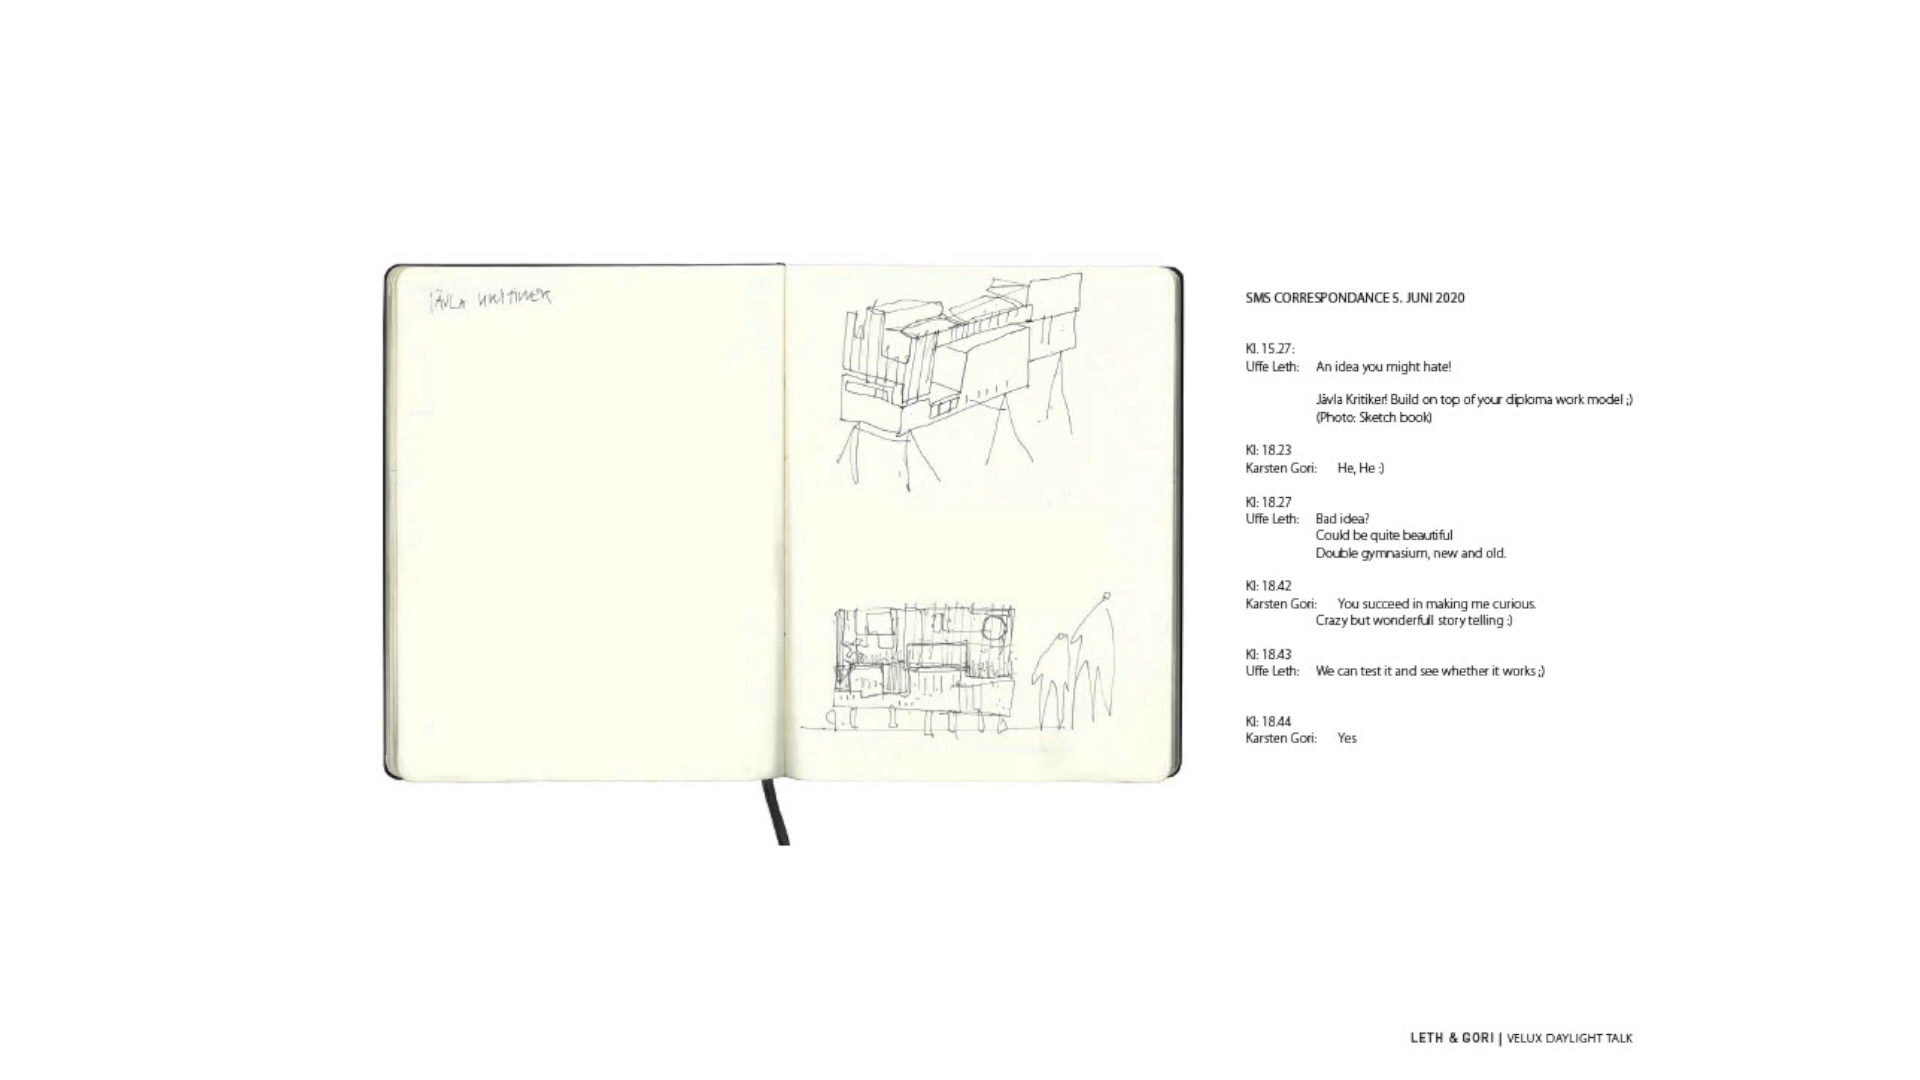 JÄVLA KRITIKER
SMS CORRESPONDANCE 5. JUNI 2020
Kl. 15.27:
Uffe Leth: An idea you might hate!
Jävla Kritiker! Build on top of your diploma work model ;)
(Photo: Sketch book)
Kl: 18.23
Karsten Gori: He, He :)
Kl: 18.27
Uffe Leth: Bad idea?
Could be quite beautiful
Double gymnasium, new and old.
Kl: 18.42
Karsten Gori: You succeed in making me curious.
Crazy but wonderfull story telling :)
Kl: 18.43
Uffe Leth: We can test it and see whether it works ;)
Kl: 18.44
Karsten Gori: Yes
LETH & GORI | VELUX DAYLIGHT TALK